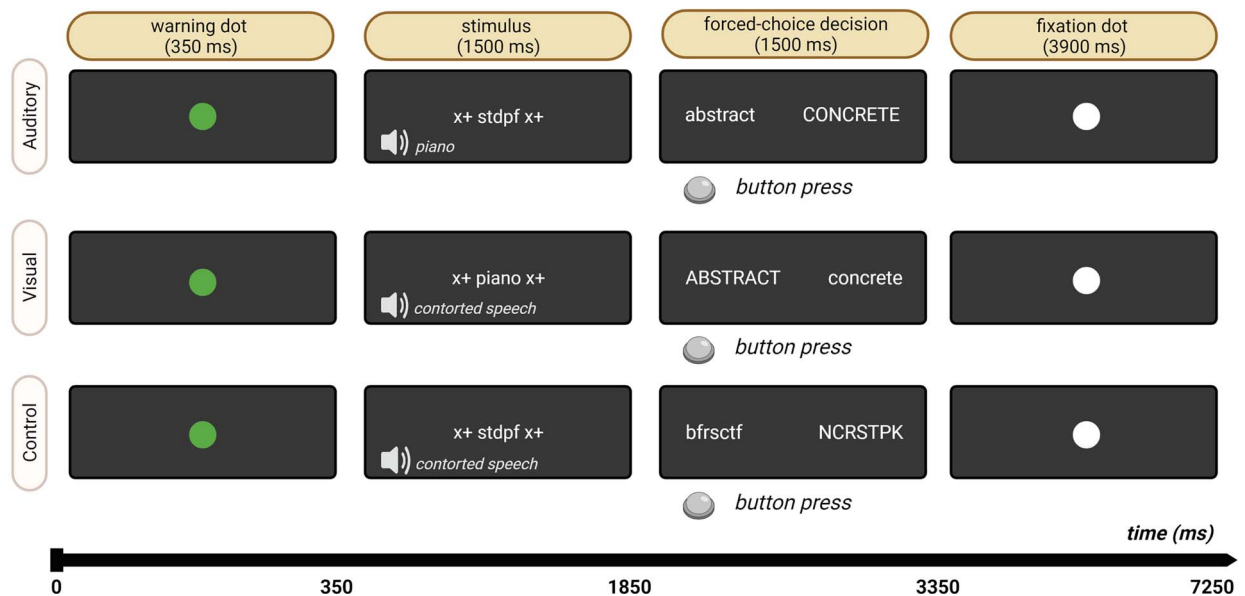 warning dot
(350 ms)
stimulus
(1500 ms)
forced-choice decision
(1500 ms)
fixation dot
(3900 ms)
Auditory
x+ stdpf x+
piano
abstract CONCRETE
button press
Visual
x+ piano x+
contorted speech
ABSTRACT concrete
button press
Control
x+ stdpf x+
contorted speech
bfrsctf NCRSTPK
button press
time (ms)
0 350 1850 3350 7250